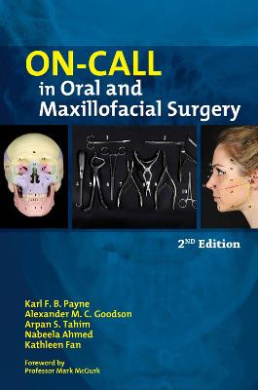 ON-CALL
in Oral and
Maxillofacial Surgery
2ND Edition
Karl F. B. Payne
Alexander M. C. Goodson
Arpan S. Tahim
Nabeela Ahmed
Kathleen Fan
Foreword by
Professor Mark McGurk